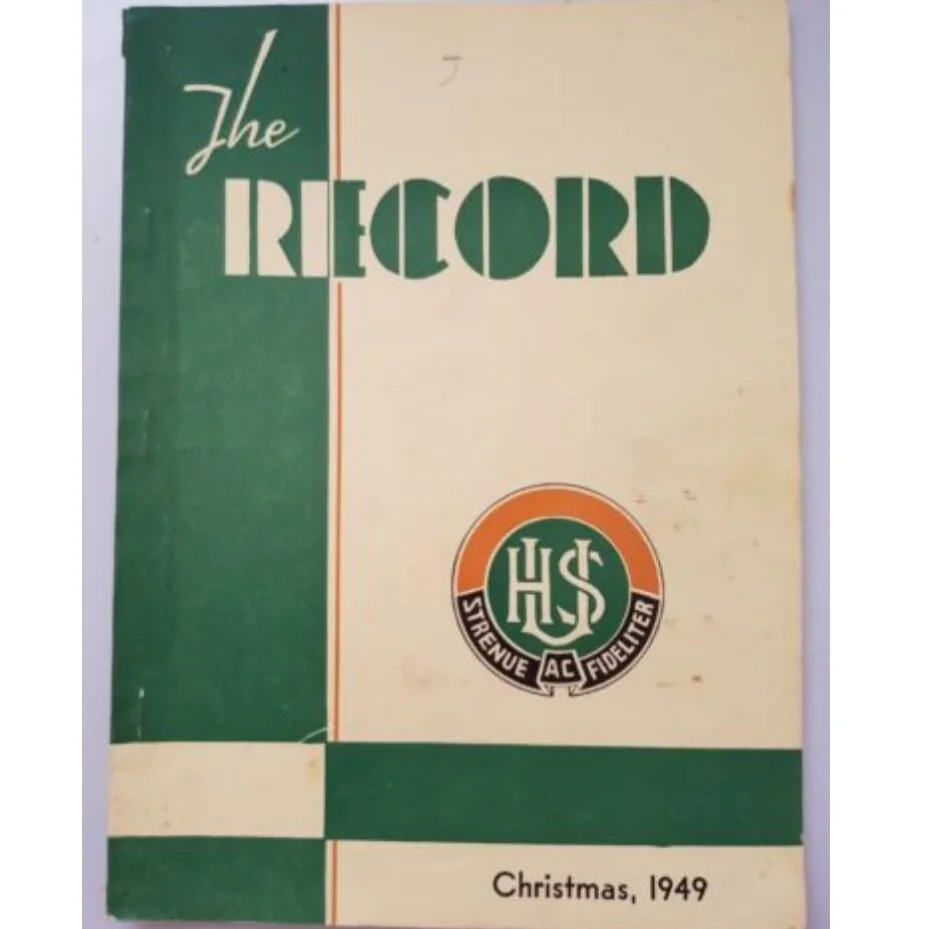 The
RECORD
HUS
STRENUE AC FIDELITER
Christmas, 1949